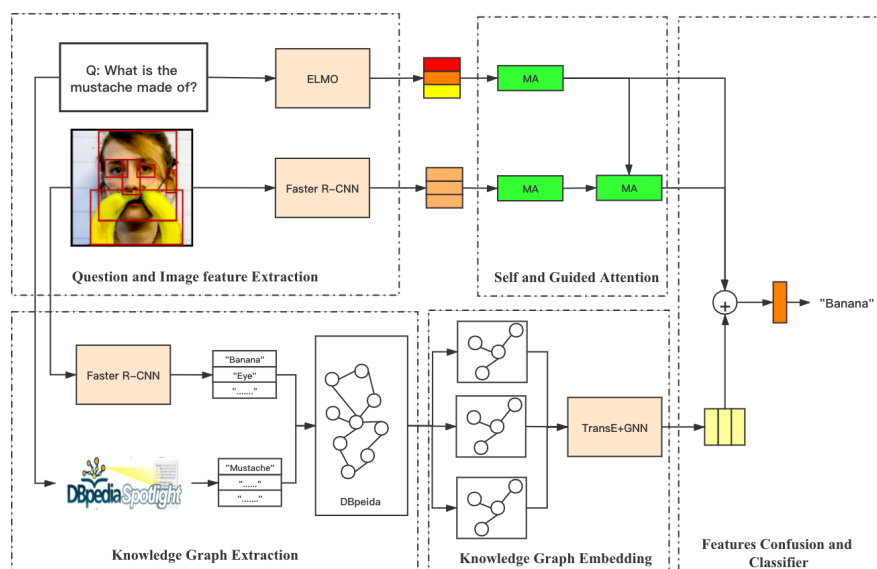 Q: What is the
mustache made of?
ELMO
MA
Faster R-CNN
MA
MA
Question and Image feature Extraction
Self and Guided Attention
"Banana"
Faster R-CNN
"Banana"
"Eye"
"......."
TransE+GNN
DBpedia Spotlight
"Mustache"
"......"
"......."
DBpeida
Knowledge Graph Extraction
Knowledge Graph Embedding
Features Confusion and
Classifier